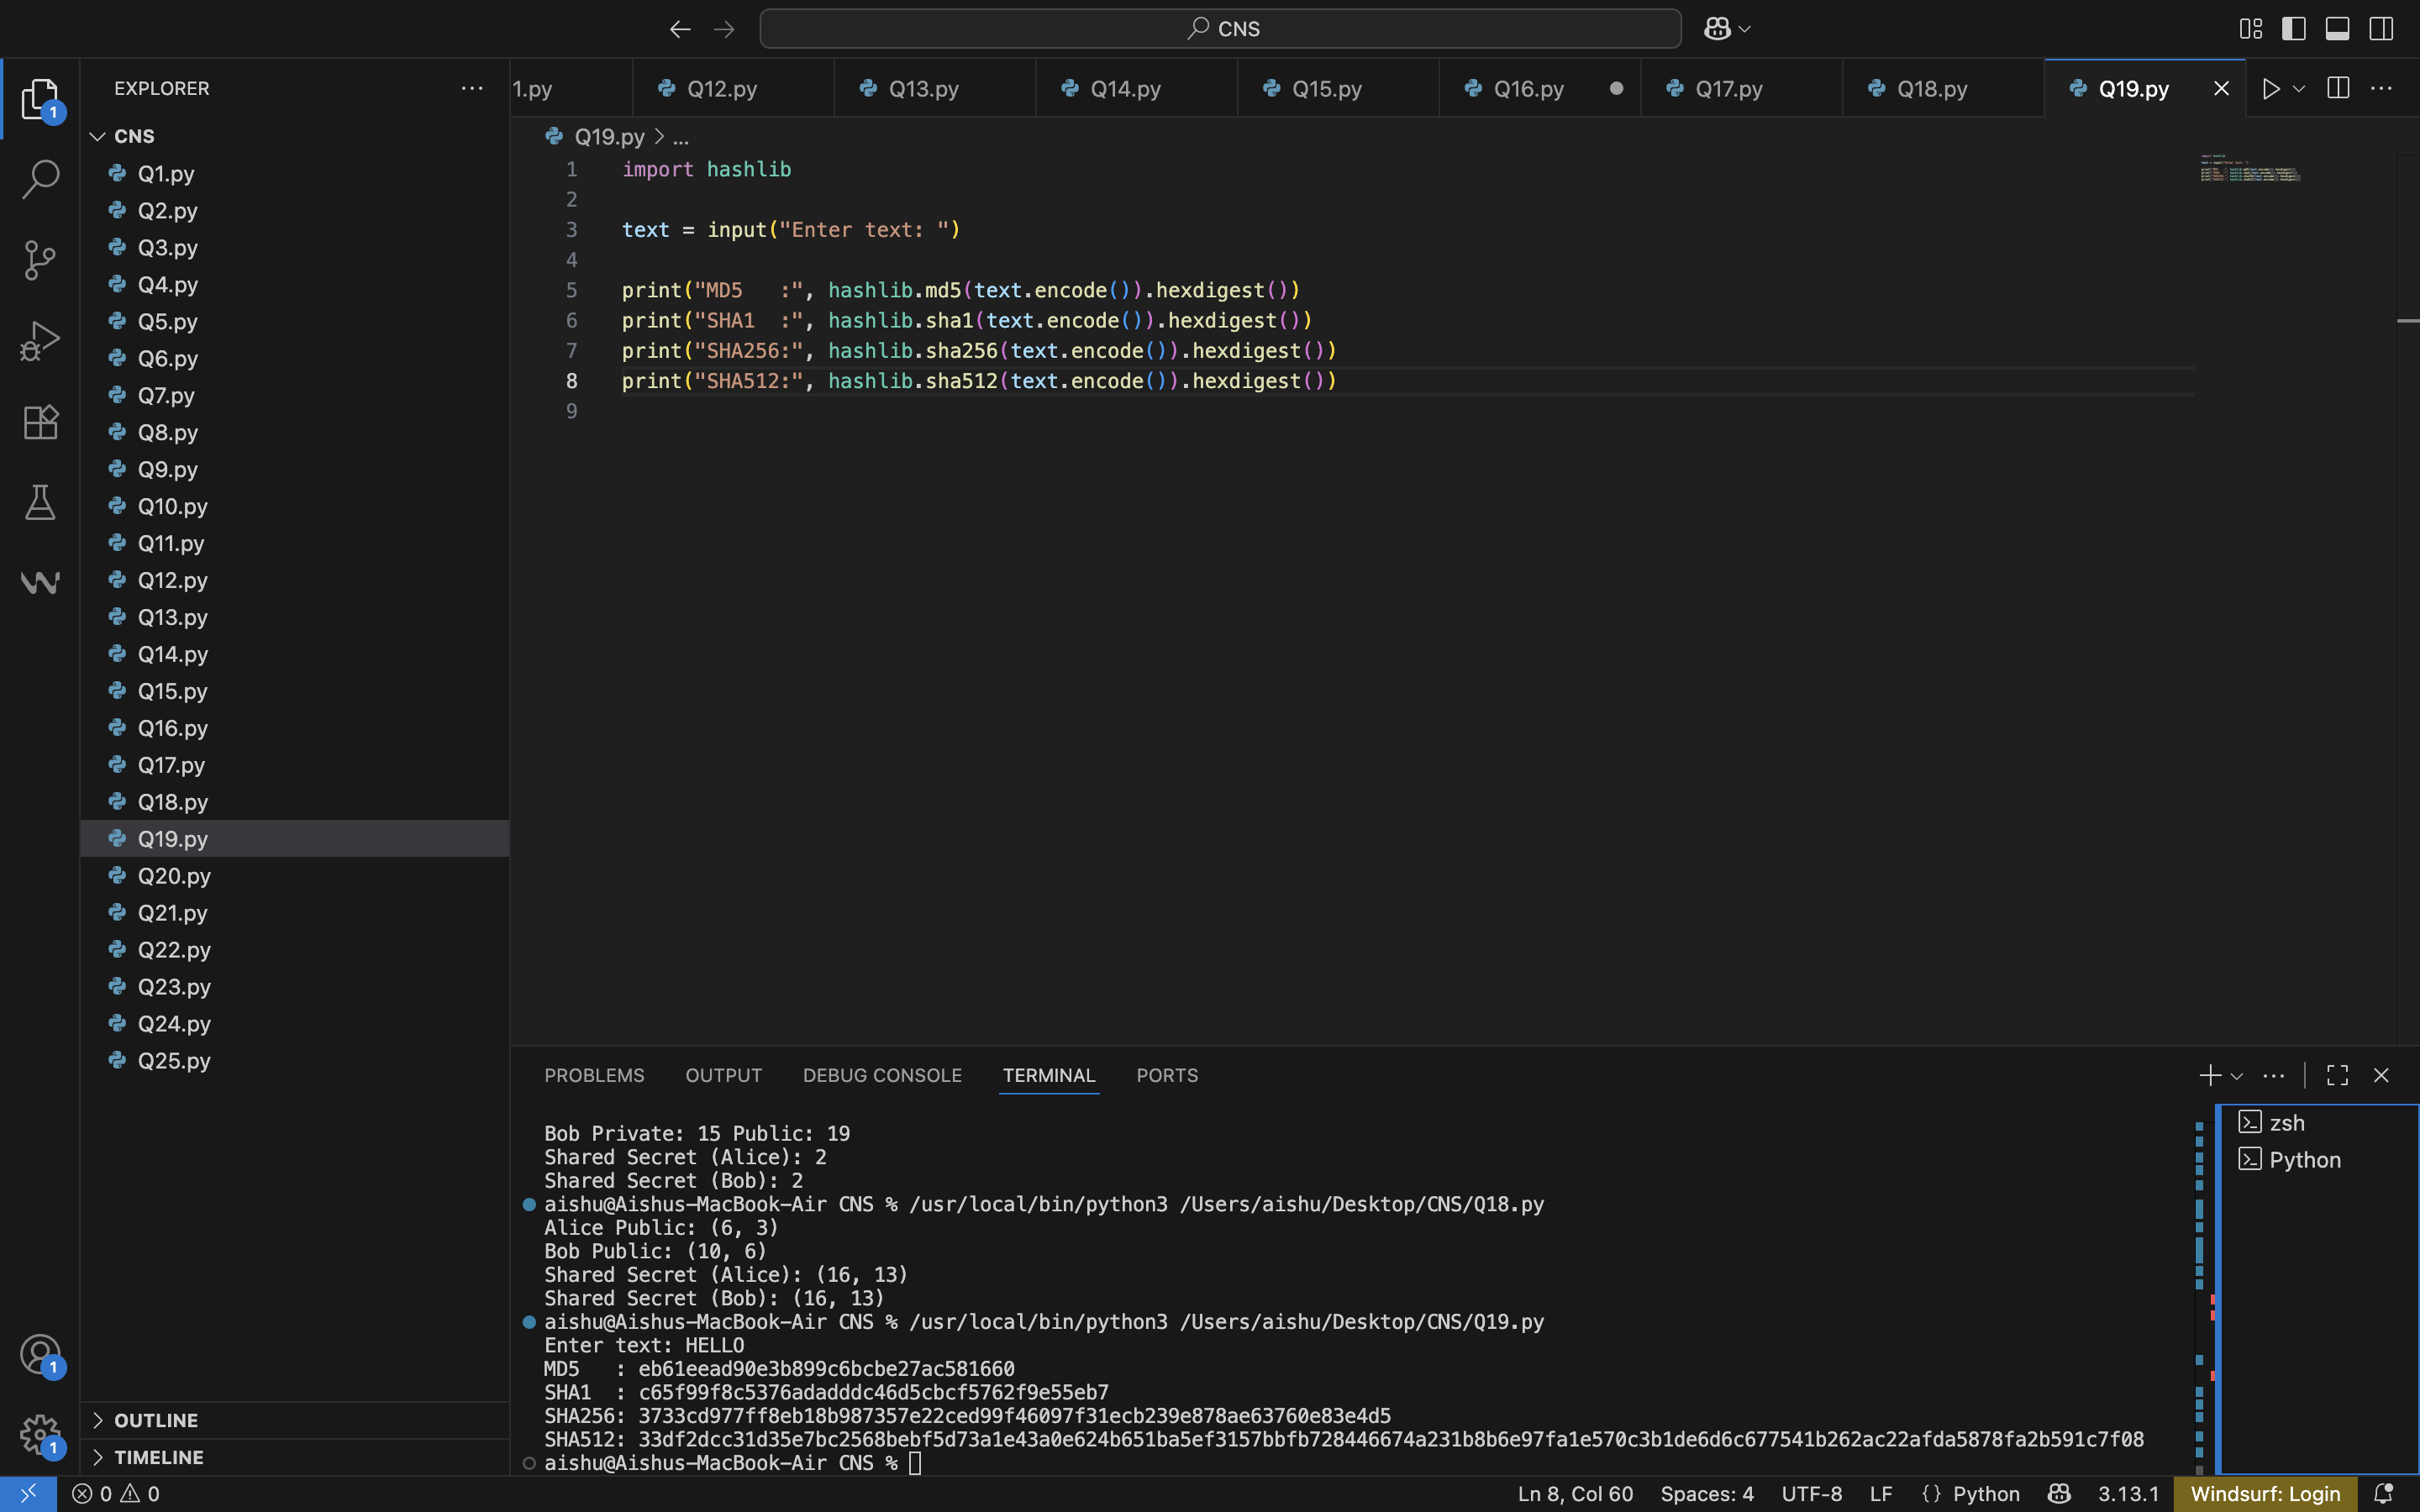 CNS
EXPLORER
1.py
Q12.py
Q13.py
Q14.py
Q15.py
Q16.py
Q17.py
Q18.py
Q19.py
1
CNS
Q1.py
Q2.py
Q3.py
Q4.py
Q5.py
Q6.py
Q7.py
Q8.py
Q9.py
Q10.py
Q11.py
Q12.py
Q13.py
Q14.py
Q15.py
Q16.py
Q17.py
Q18.py
Q19.py
Q20.py
Q21.py
Q22.py
Q23.py
Q24.py
Q25.py
OUTLINE
TIMELINE
1
1
Q19.py > ...
1 import hashlib
2
3 text = input("Enter text: ")
4
5 print("MD5   :", hashlib.md5(text.encode()).hexdigest())
6 print("SHA1  :", hashlib.sha1(text.encode()).hexdigest())
7 print("SHA256:", hashlib.sha256(text.encode()).hexdigest())
8 print("SHA512:", hashlib.sha512(text.encode()).hexdigest())
9
PROBLEMS OUTPUT DEBUG CONSOLE TERMINAL PORTS
Bob Private: 15 Public: 19
Shared Secret (Alice): 2
Shared Secret (Bob): 2
aishu@Aishus-MacBook-Air CNS % /usr/local/bin/python3 /Users/aishu/Desktop/CNS/Q18.py
Alice Public: (6, 3)
Bob Public: (10, 6)
Shared Secret (Alice): (16, 13)
Shared Secret (Bob): (16, 13)
aishu@Aishus-MacBook-Air CNS % /usr/local/bin/python3 /Users/aishu/Desktop/CNS/Q19.py
Enter text: HELLO
MD5   : eb61eead90e3b899c6bcbe27ac581660
SHA1  : c65f99f8c5376adadddc46d5cbcf5762f9e55eb7
SHA256: 3733cd977ff8eb18b987357e22ced99f46097f31ecb239e878ae63760e83e4d5
SHA512: 33df2dcc31d35e7bc2568bebf5d73a1e43a0e624b651ba5ef3157bbfb728446674a231b8b6e97fa1e570c3b1de6d6c677541b262ac22afda5878fa2b591c7f08
aishu@Aishus-MacBook-Air CNS %
zsh
Python
0 0
Ln 8, Col 60 Spaces: 4 UTF-8 LF {} Python 3.13.1 Windsurf: Login